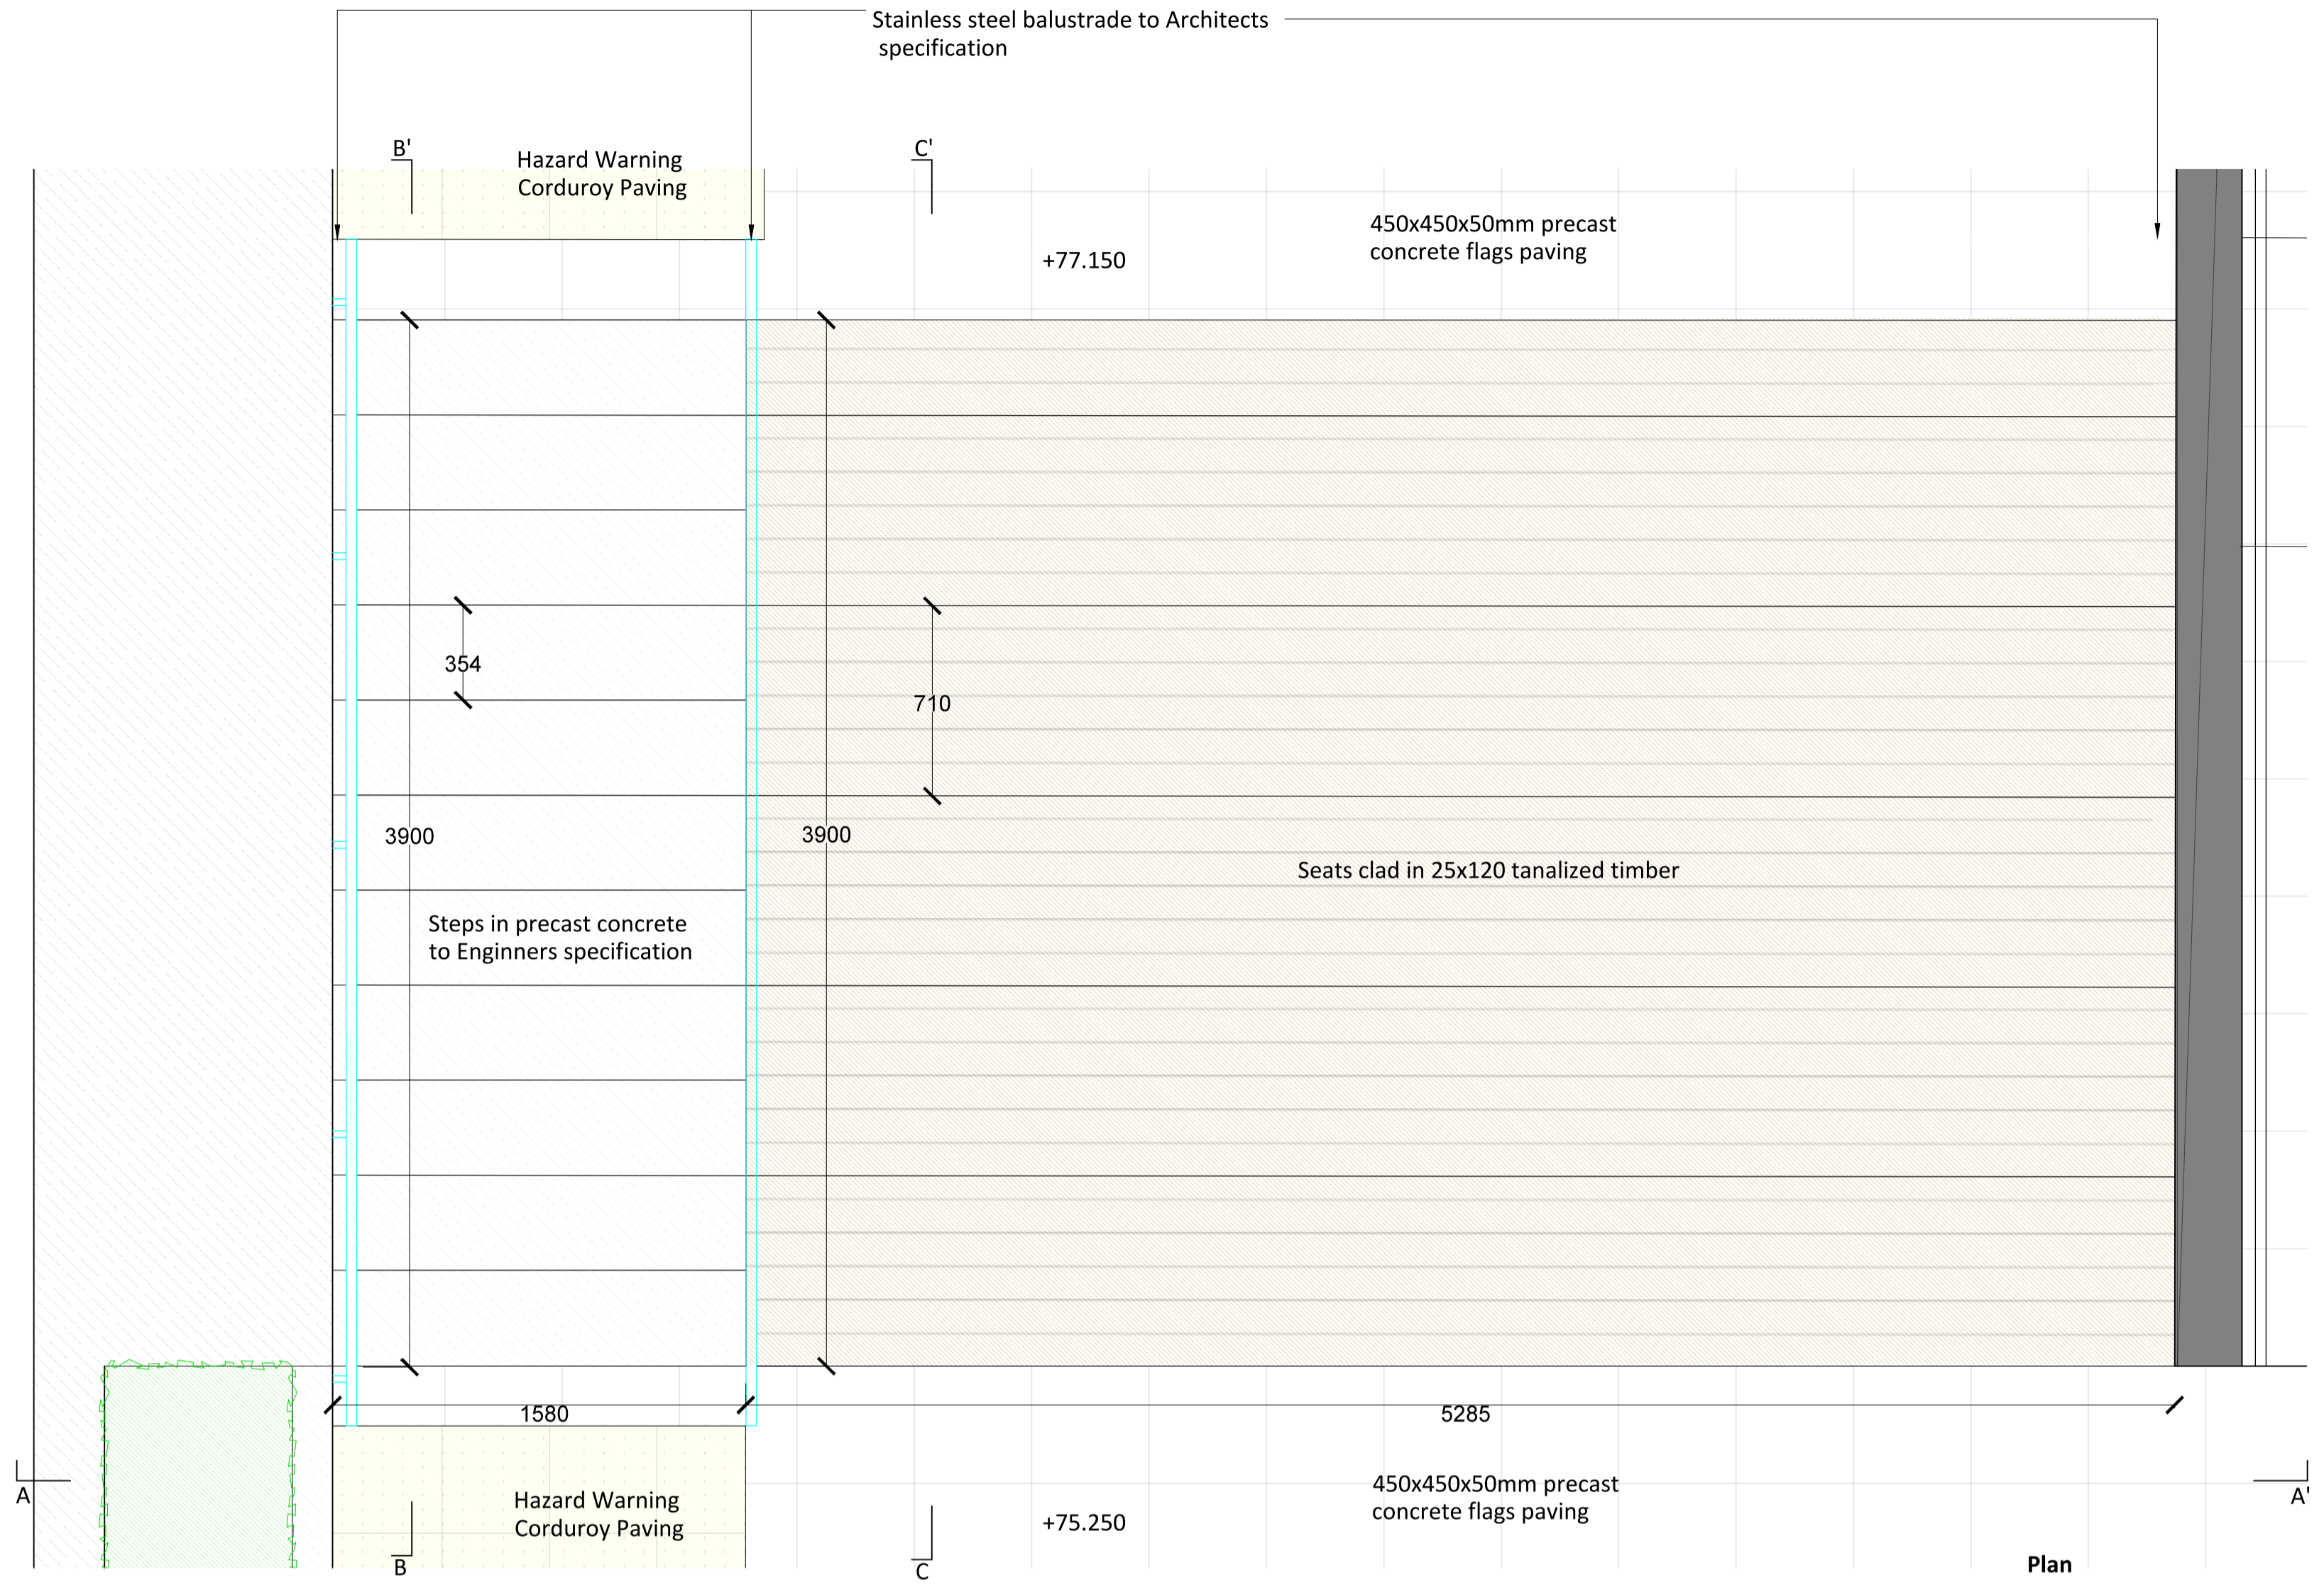 Stainless steel balustrade to Architects
specification
B'
C'
Hazard Warning
Corduroy Paving
450x450x50mm precast
concrete flags paving
+77.150
354
710
3900
3900
Seats clad in 25x120 tanalized timber
Steps in precast concrete
to Enginners specification
1580
5285
A
A'
Hazard Warning
Corduroy Paving
450x450x50mm precast
concrete flags paving
+75.250
B
C
Plan